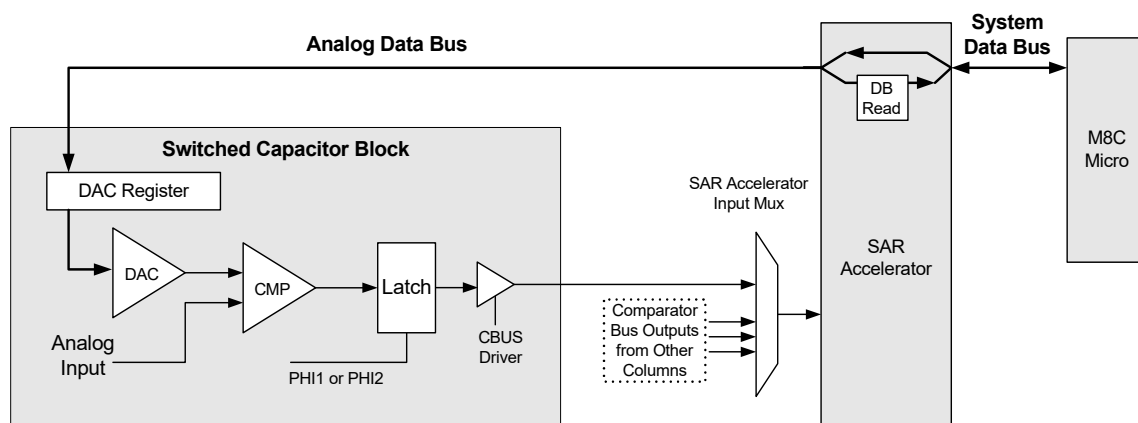 Analog Data Bus
System
Data Bus
DB
Read
M8C
Micro
Switched Capacitor Block
DAC Register
SAR Accelerator
Input Mux
DAC
CMP
Latch
SAR
Accelerator
CBUS
Driver
Comparator
Bus Outputs
from Other
Columns
Analog
Input
PHI1 or PHI2